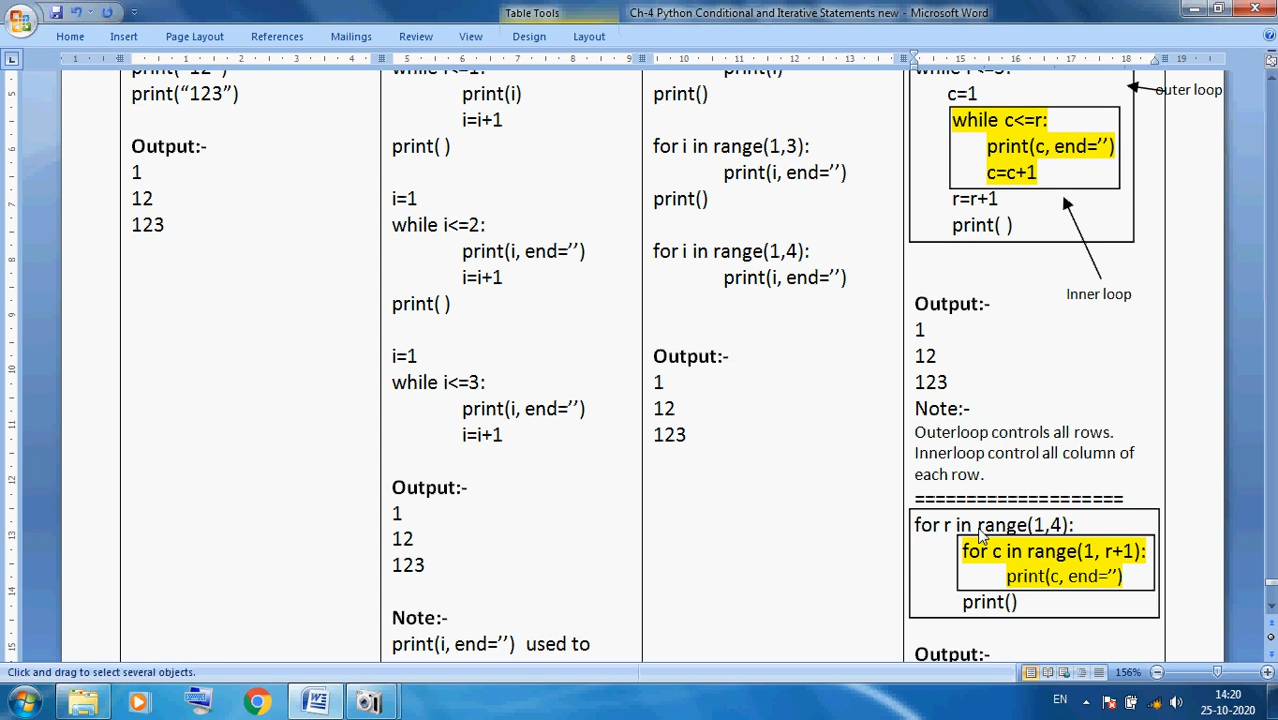 Table Tools
Ch-4 Python Conditional and Iterative Statements new - Microsoft Word
Home Insert Page Layout References Mailings Review View Design Layout
print("123")
Output:-
1
12
123
print(i)
i=i+1
print( )
i=1
while i<=2:
print(i, end=’’)
i=i+1
print( )
i=1
while i<=3:
print(i, end=’’)
i=i+1
Output:-
1
12
123
Note:-
print(i, end=’’) used to
print()
for i in range(1,3):
print(i, end=’’)
print()
for i in range(1,4):
print(i, end=’’)
Output:-
1
12
123
outer loop
c=1
while c<=r:
print(c, end=’’)
c=c+1
r=r+1
print( )
Inner loop
Output:-
1
12
123
Note:-
Outerloop controls all rows.
Innerloop control all column of
each row.
====================
for r in range(1,4):
for c in range(1, r+1):
print(c, end=’’)
print()
Output:-
Click and drag to select several objects.
156%
EN
14:20
25-10-2020